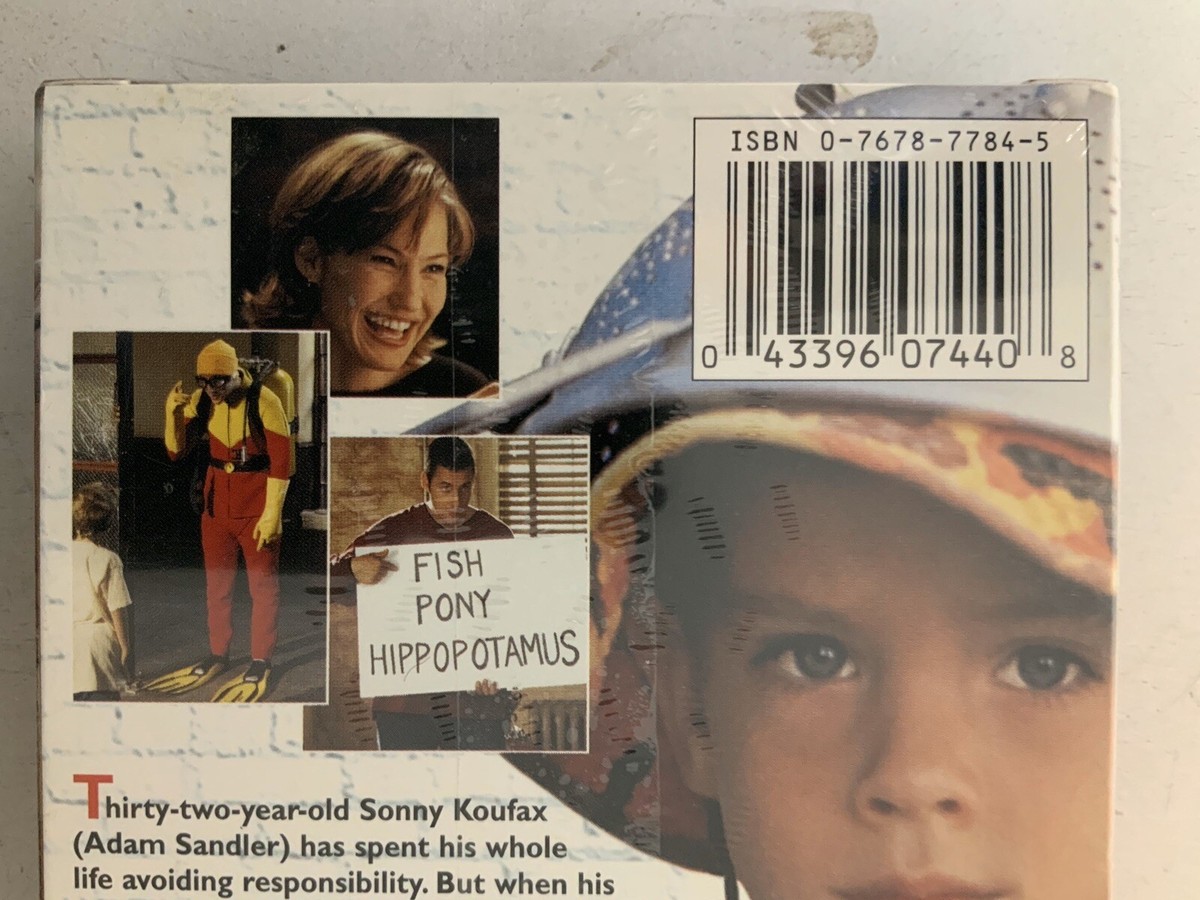 ISBN 0-7678-7784-5
0 43396 07440 8
FISH
PONY
HIPPOPOTAMUS
Thirty-two-year-old Sonny Koufax
(Adam Sandler) has spent his whole
life avoiding responsibility. But when his